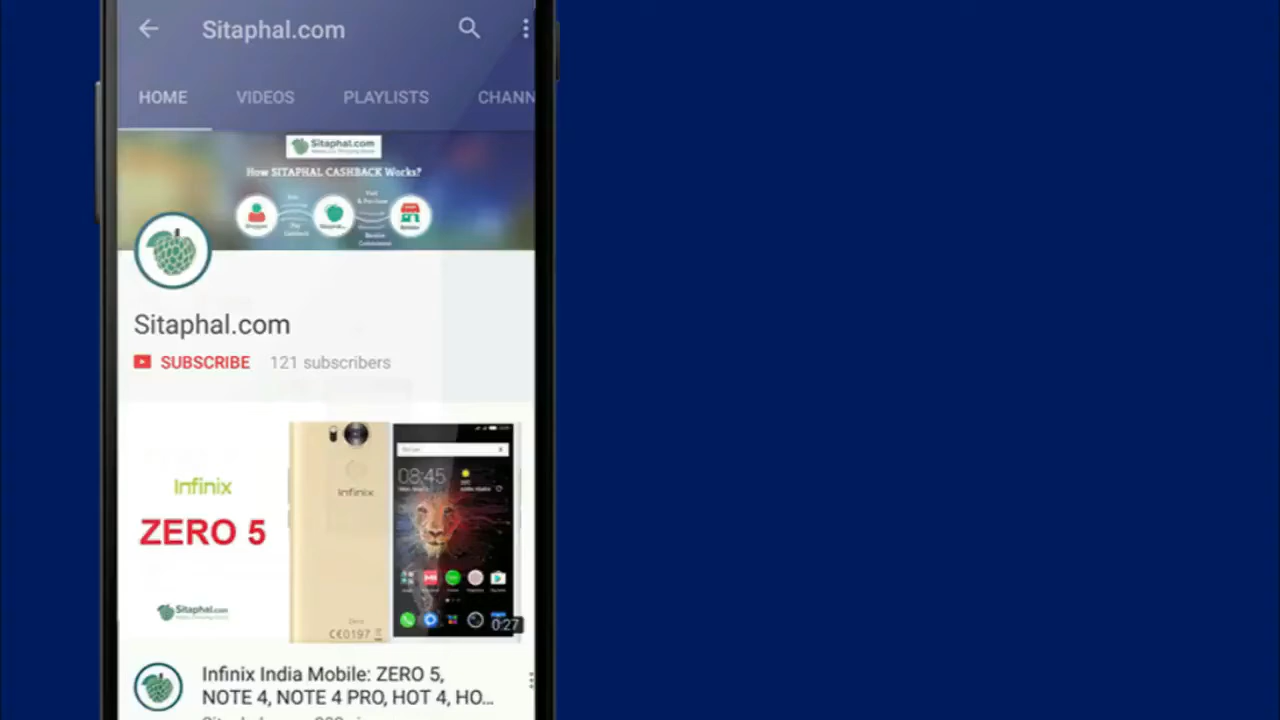 Sitaphal.com
HOME VIDEOS PLAYLISTS CHANN
Sitaphal.com
How SITAPHAL CASHBACK Works?
Sitaphal.com
SUBSCRIBE 121 subscribers
Infinix
ZERO 5
Sitaphal.com
Infinix
08:45
Zero
CE0197
0:27
Infinix India Mobile: ZERO 5,
NOTE 4, NOTE 4 PRO, HOT 4, HO...